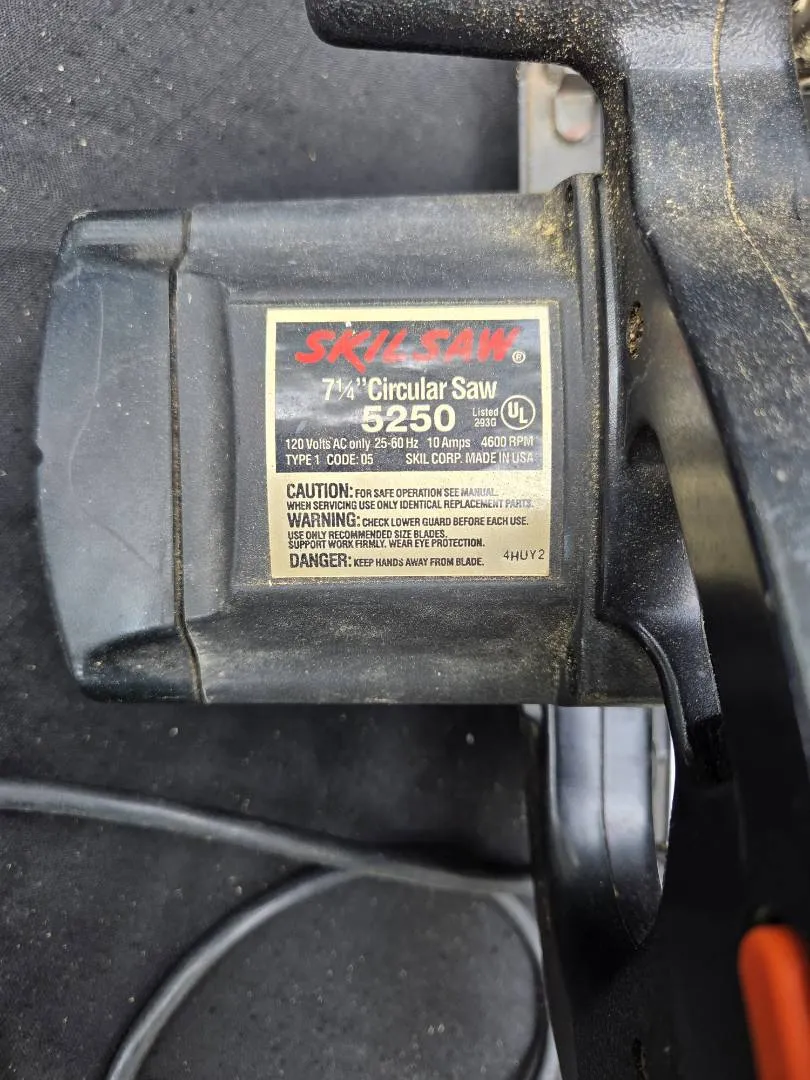 SKILSAW®
7 1/4" Circular Saw
5250 Listed 293G UL
120 Volts AC only 25-60 Hz 10 Amps 4600 RPM
TYPE 1 CODE: D5 SKIL CORP. MADE IN USA
CAUTION: FOR SAFE OPERATION SEE MANUAL.
WHEN SERVICING USE ONLY IDENTICAL REPLACEMENT PARTS.
WARNING: CHECK LOWER GUARD BEFORE EACH USE.
USE ONLY RECOMMENDED SIZE BLADES.
SUPPORT WORK FIRMLY. WEAR EYE PROTECTION.
DANGER: KEEP HANDS AWAY FROM BLADE. 4HUY2